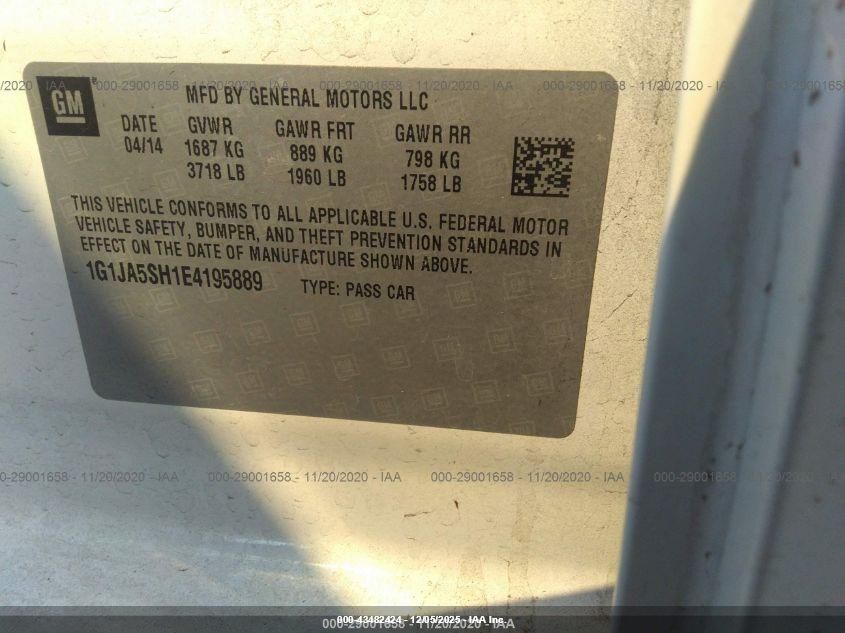 GM
MFD BY GENERAL MOTORS LLC
DATE GVWR GAWR FRT GAWR RR
04/14 1687 KG 889 KG 798 KG
3718 LB 1960 LB 1758 LB
THIS VEHICLE CONFORMS TO ALL APPLICABLE U.S. FEDERAL MOTOR
VEHICLE SAFETY, BUMPER, AND THEFT PREVENTION STANDARDS IN
EFFECT ON THE DATE OF MANUFACTURE SHOWN ABOVE.
1G1JA5SH1E4195889 TYPE: PASS CAR
000-29001658 - 11/20/2020 - IAA
000-43482424 - 12/05/2025 - IAA